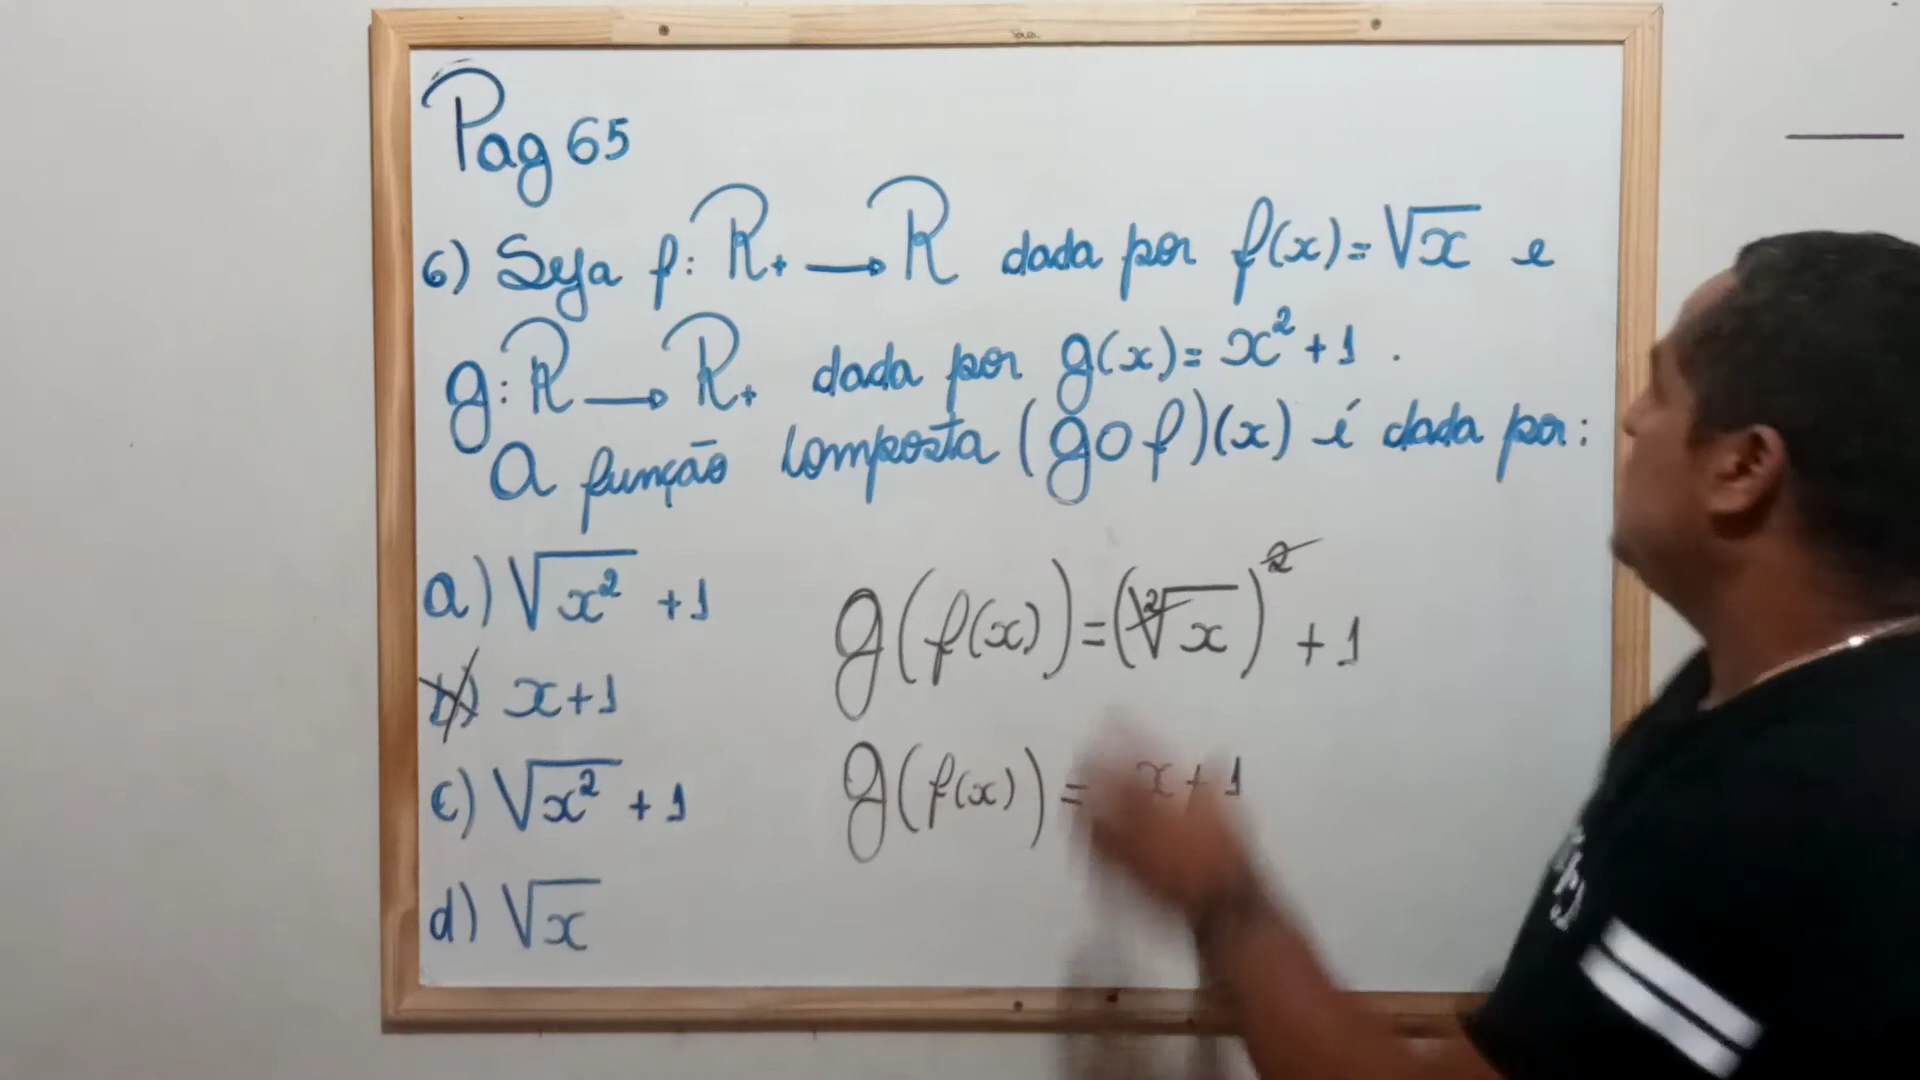 Pag 65
6) Seja f: R+ → R dada por f(x) = √x e
g: R → R+ dada por g(x) = x² + 1 .
A função composta (g o f)(x) é dada por:
a) √x² + 1
b) x + 1
c) √x² + 1
d) √x
g(f(x)) = (²√x)² + 1
g(f(x)) = x + 1